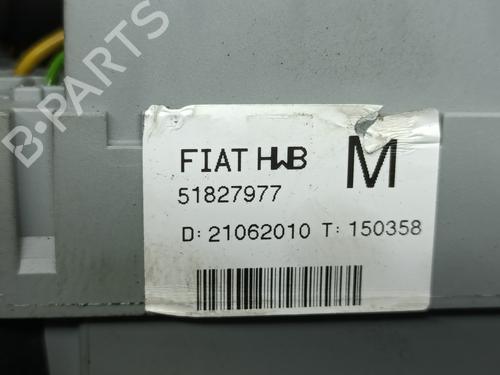 FIAT HWB M
51827977
D: 21062010 T: 150358
B-PARTS